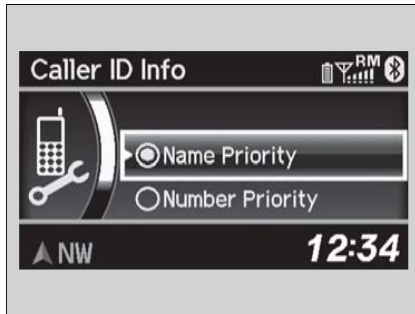 Caller ID Info
RM
Name Priority
Number Priority
NW
12:34